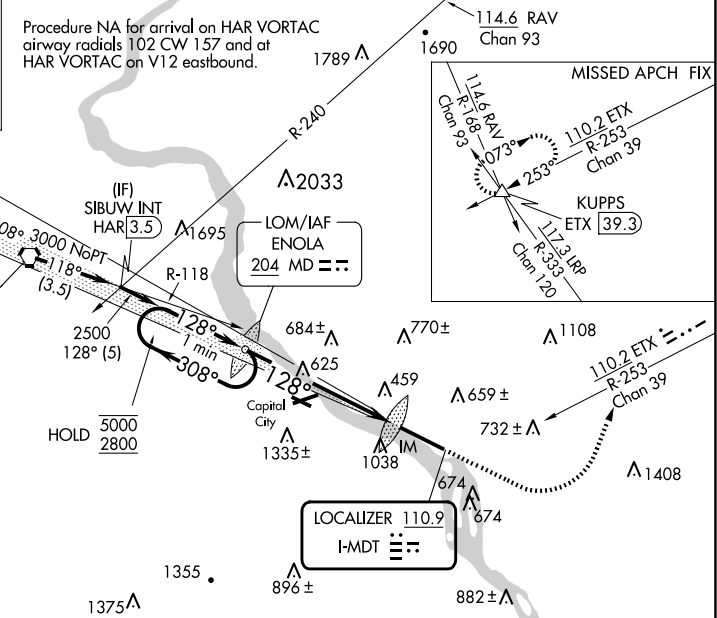 Procedure NA for arrival on HAR VORTAC
airway radials 102 CW 157 and at
HAR VORTAC on V12 eastbound.
1789
114.6 RAV
Chan 93
1690
R-240
MISSED APCH FIX
114.6 RAV
R-168
Chan 93
110.2 ETX
R-253
Chan 39
073°
253°
KUPPS
ETX 39.3
117.3 LRP
R-333
Chan 120
2033
(IF)
SIBUW INT
HAR 3.5
1695
LOM/IAF
ENOLA
204 MD
08° 3000 NoPT
118°
(3.5)
R-118
2500
128° (5)
128°
1 min
308°
128°
HOLD 5000
2800
684±
625
770±
1108
110.2 ETX
R-253
Chan 39
459
659±
732±
Capital
City
1335±
1038
IM
1408
674
674
LOCALIZER 110.9
I-MDT
1355
1375
896±
882±